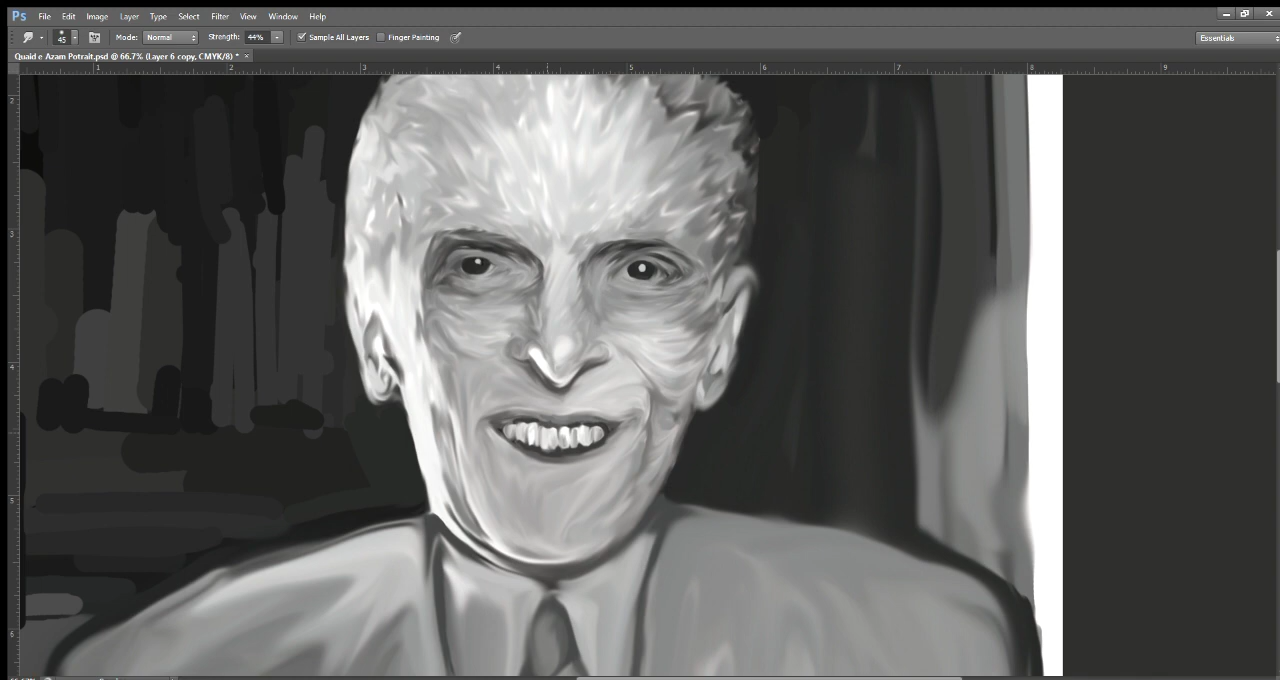 Ps File Edit Image Layer Type Select Filter View Window Help
45 Mode: Normal Strength: 44% Sample All Layers Finger Painting Essentials
Quaid e Azam Potrait.psd @ 66.7% (Layer 6 copy, CMYK/8) * ×
1 2 3 4 5 6 7 8 9
2
3
4
5
6